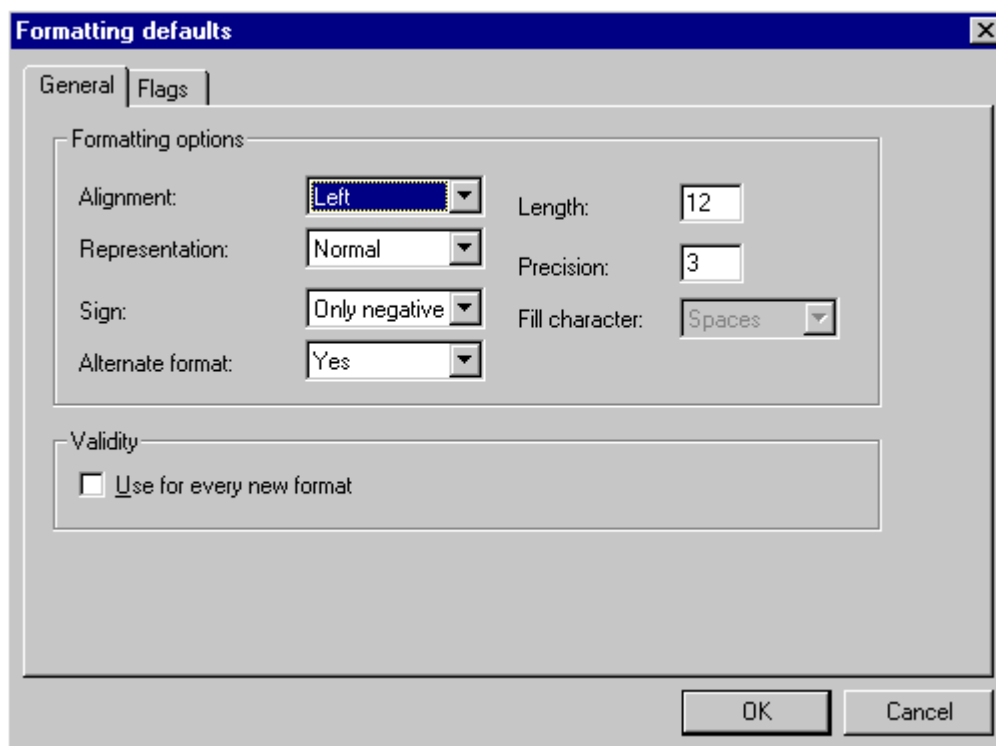 Formatting defaults
General Flags
Formatting options
Alignment: Left
Length: 12
Representation: Normal
Precision: 3
Sign: Only negative
Fill character: Spaces
Alternate format: Yes
Validity
Use for every new format
OK Cancel